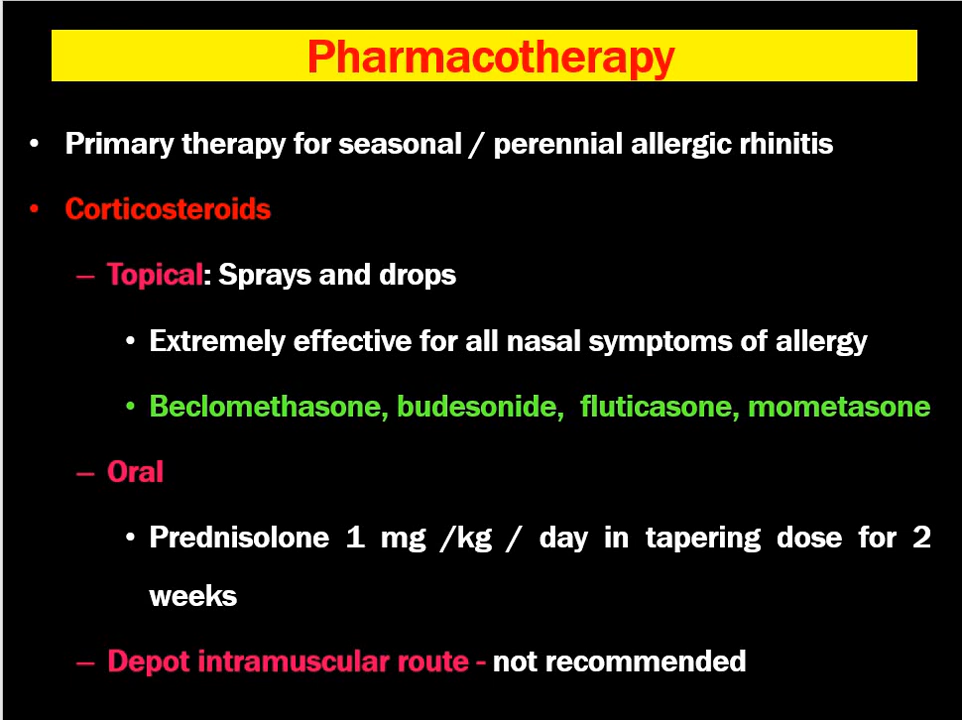 Pharmacotherapy
• Primary therapy for seasonal / perennial allergic rhinitis
• Corticosteroids
– Topical: Sprays and drops
• Extremely effective for all nasal symptoms of allergy
• Beclomethasone, budesonide, fluticasone, mometasone
– Oral
• Prednisolone 1 mg /kg / day in tapering dose for 2
weeks
– Depot intramuscular route - not recommended